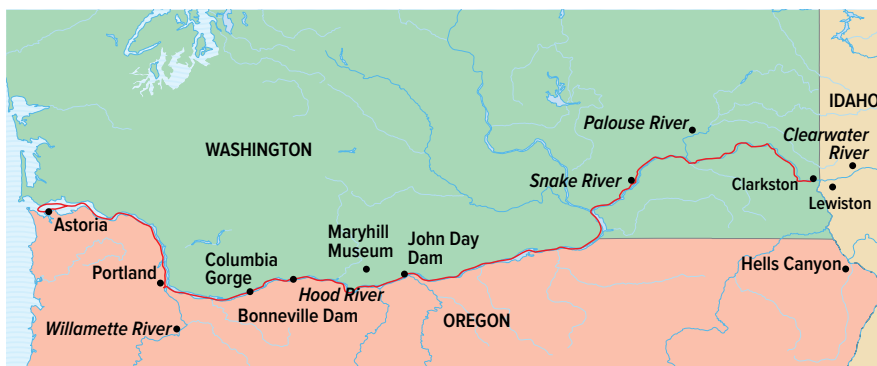 IDAHO
Palouse River
Clearwater
River
WASHINGTON
Snake River
Clarkston
Lewiston
Astoria
Maryhill
Museum
John Day
Dam
Columbia
Gorge
Portland
Hells Canyon
Hood River
Bonneville Dam
OREGON
Willamette River